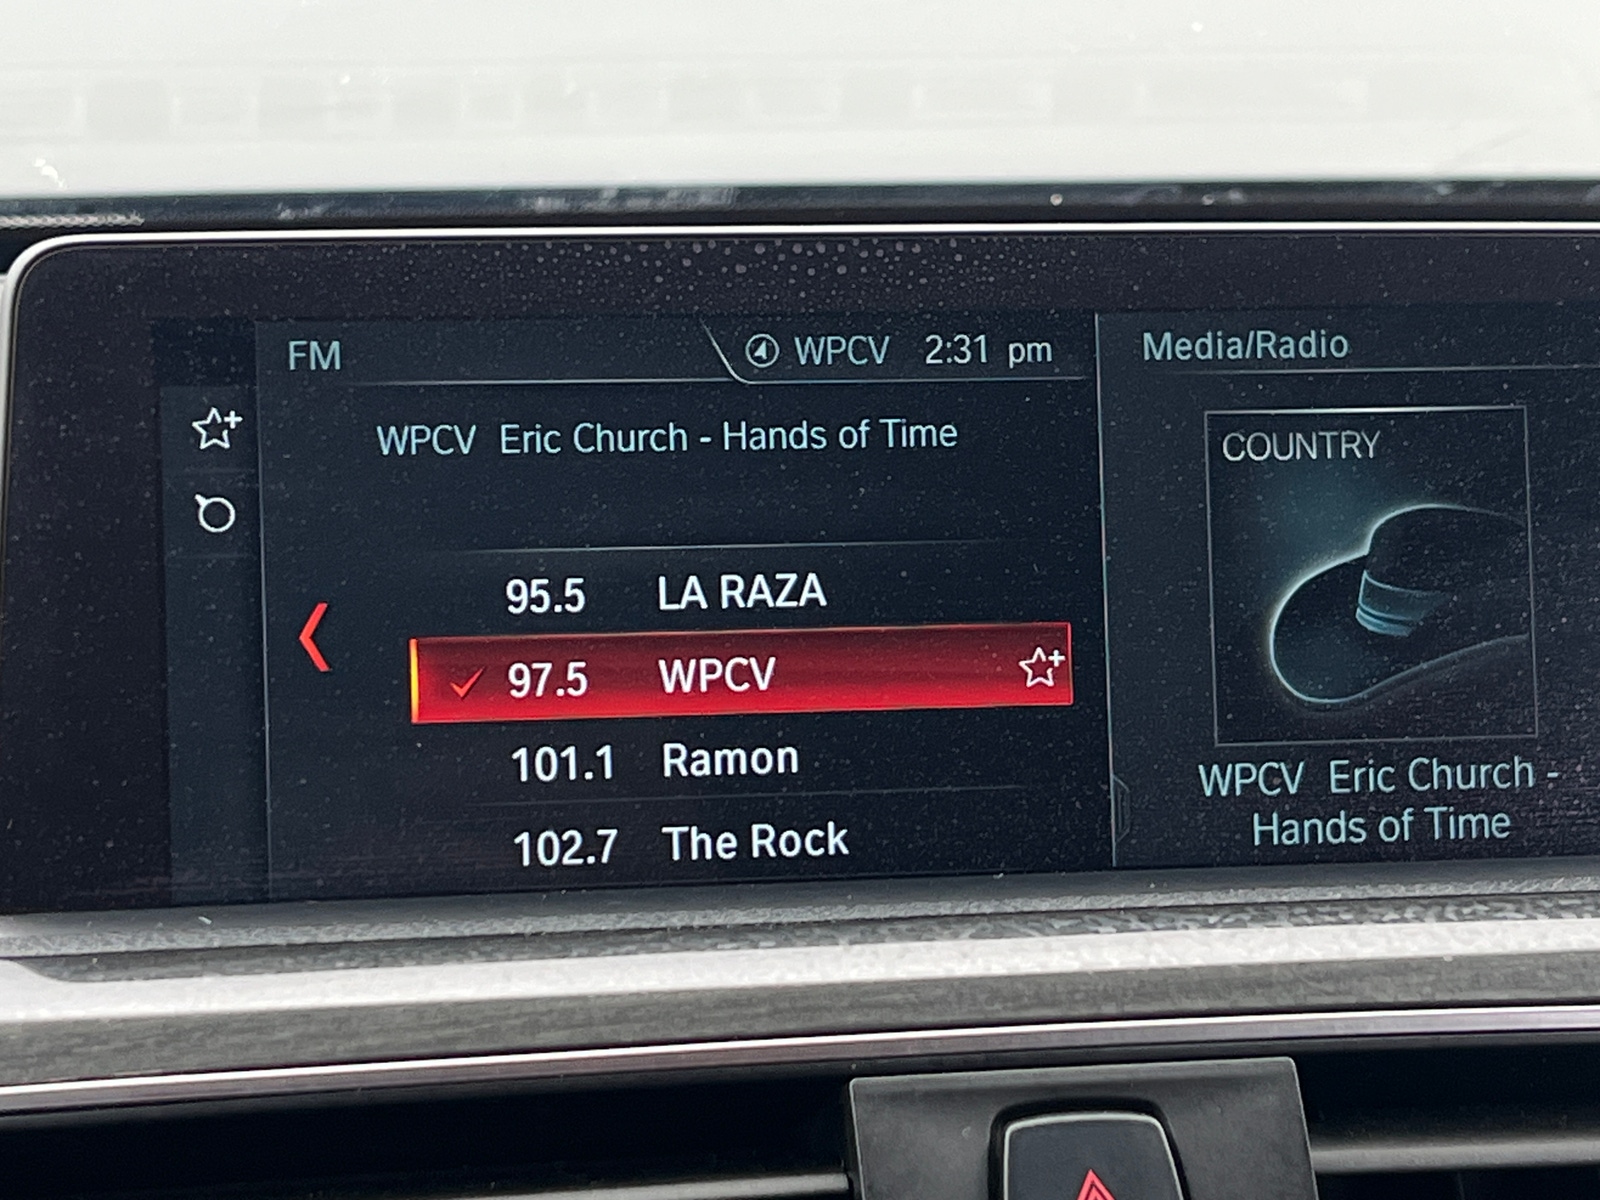 FM
WPCV 2:31 pm
Media/Radio
WPCV Eric Church - Hands of Time
COUNTRY
95.5 LA RAZA
97.5 WPCV
101.1 Ramon
102.7 The Rock
WPCV Eric Church -
Hands of Time